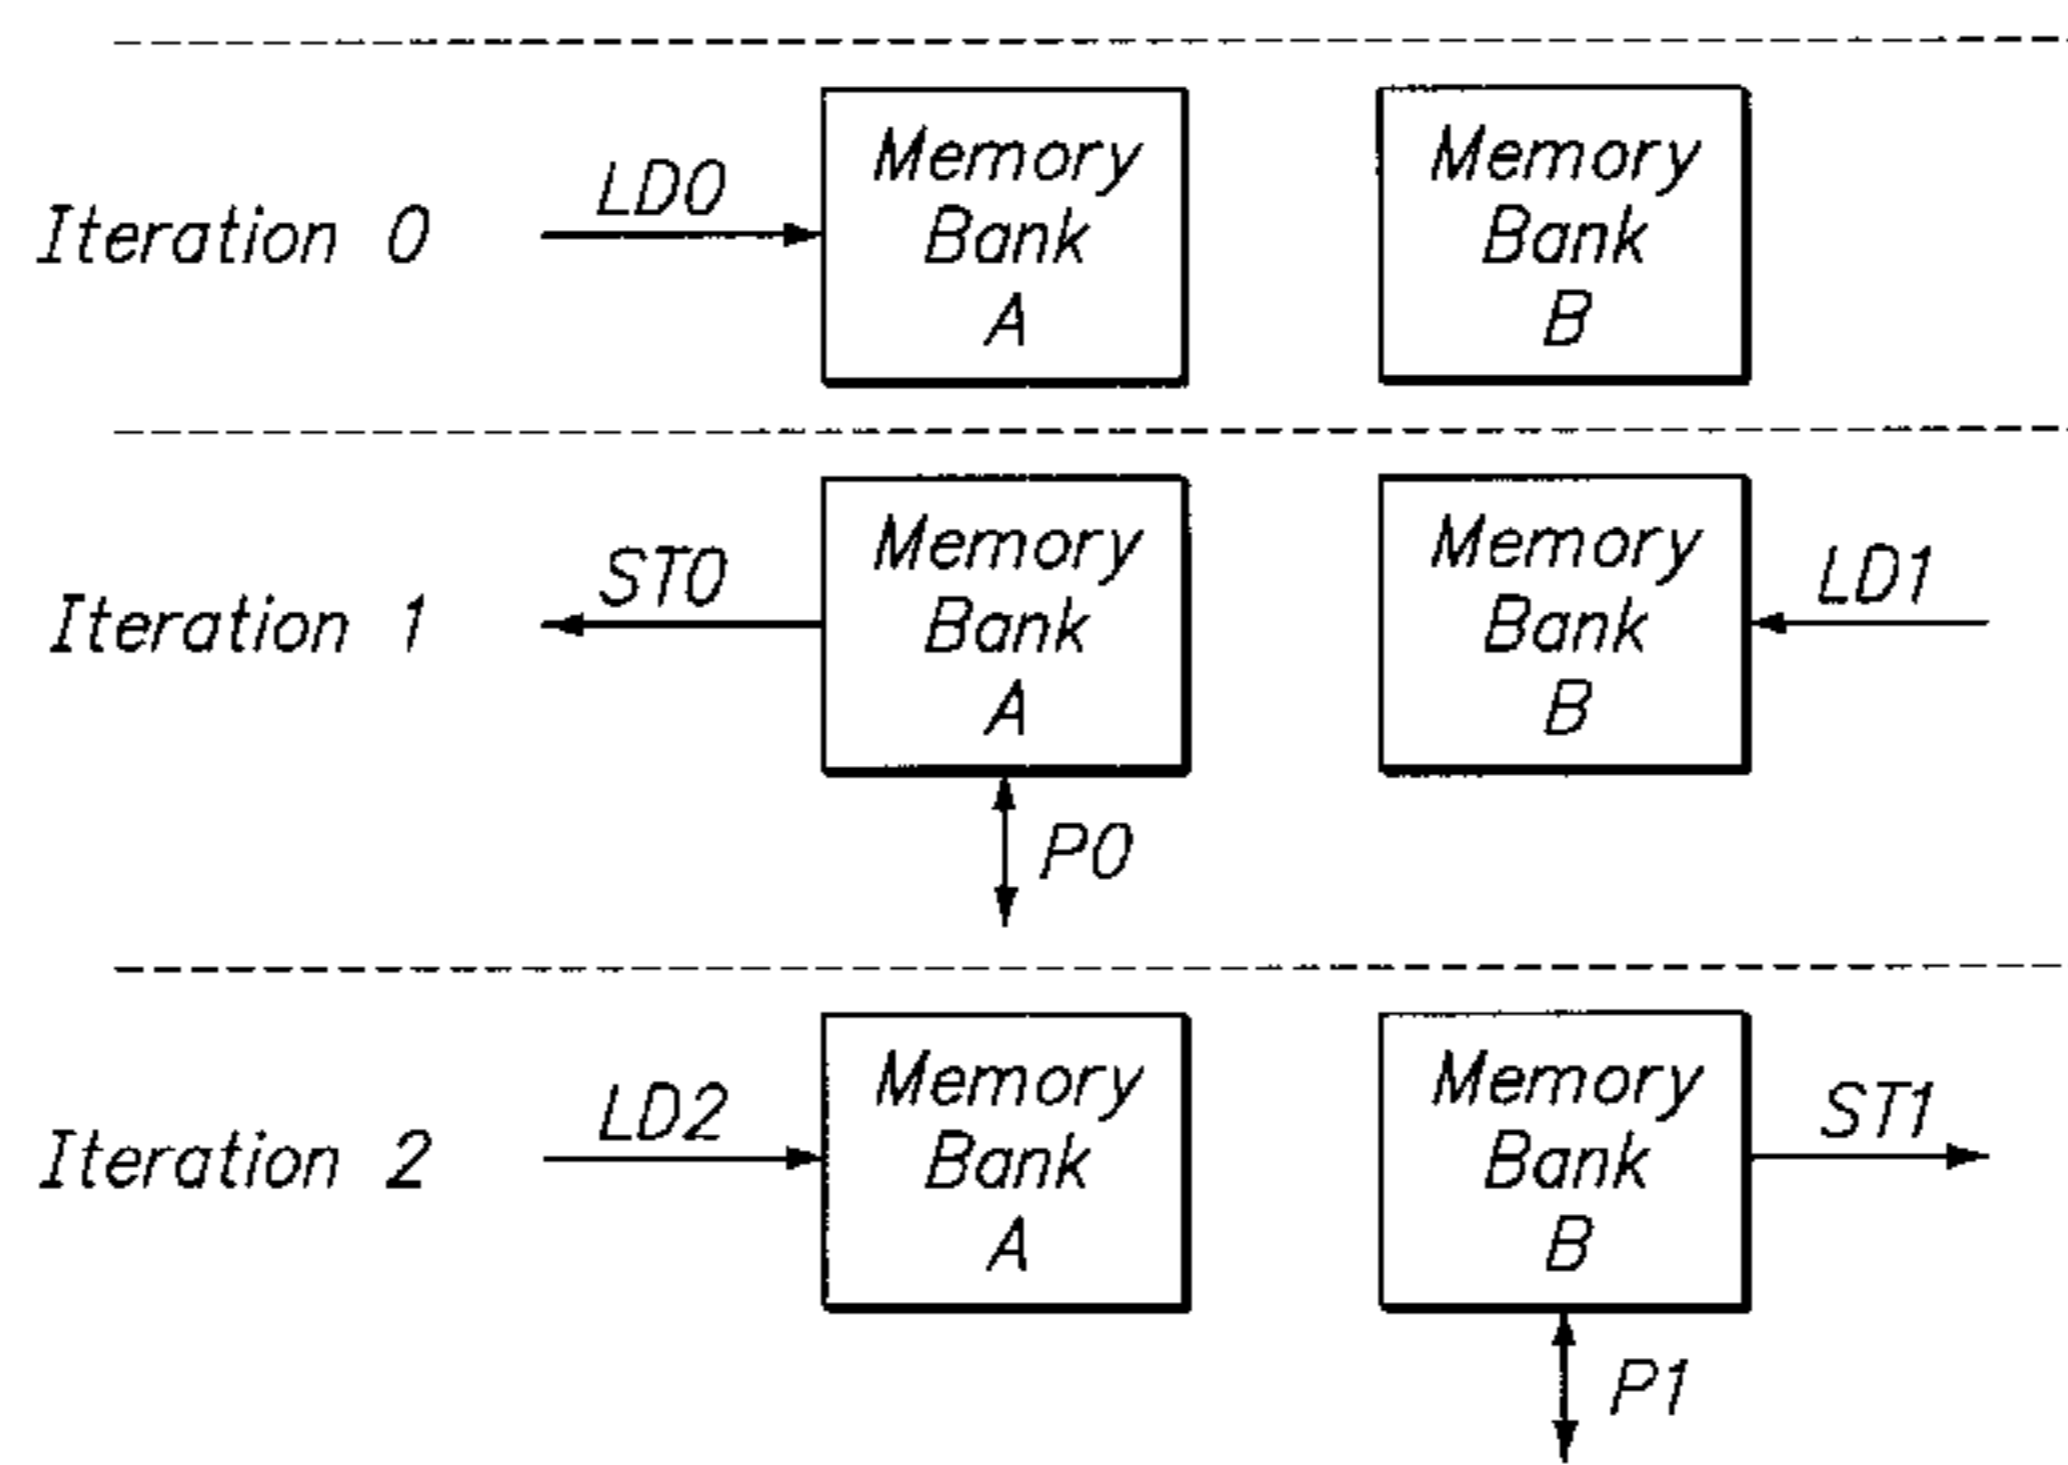 LD0
Iteration 0
Memory
Bank
A
Memory
Bank
B
ST0
Iteration 1
Memory
Bank
A
Memory
Bank
B
LD1
P0
LD2
Iteration 2
Memory
Bank
A
Memory
Bank
B
ST1
P1